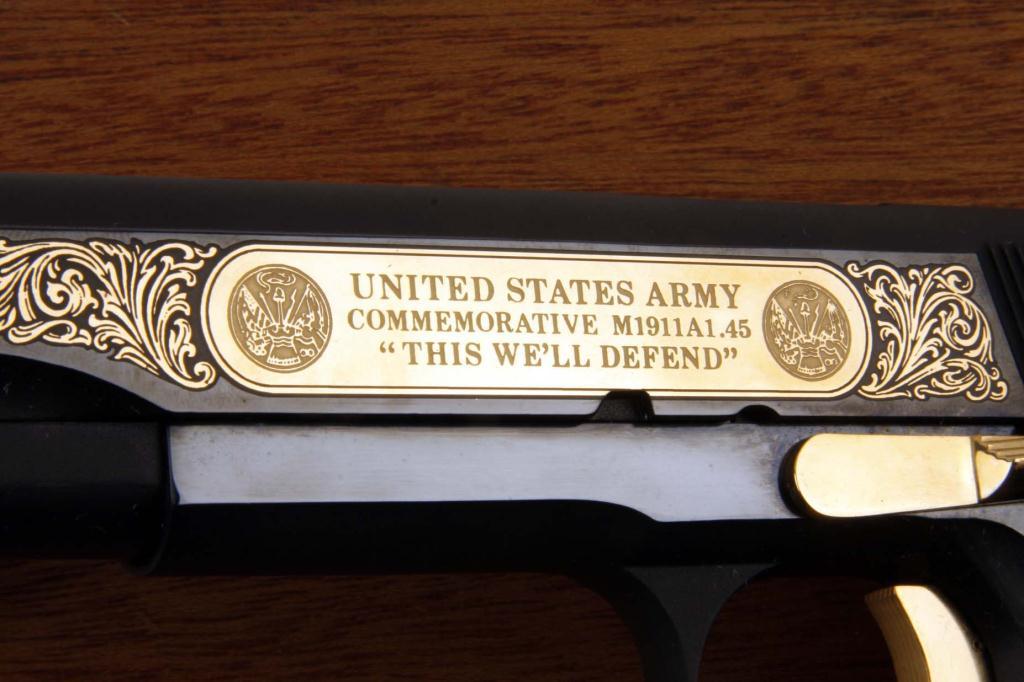 UNITED STATES ARMY
COMMEMORATIVE M1911A1.45
"THIS WE'LL DEFEND"